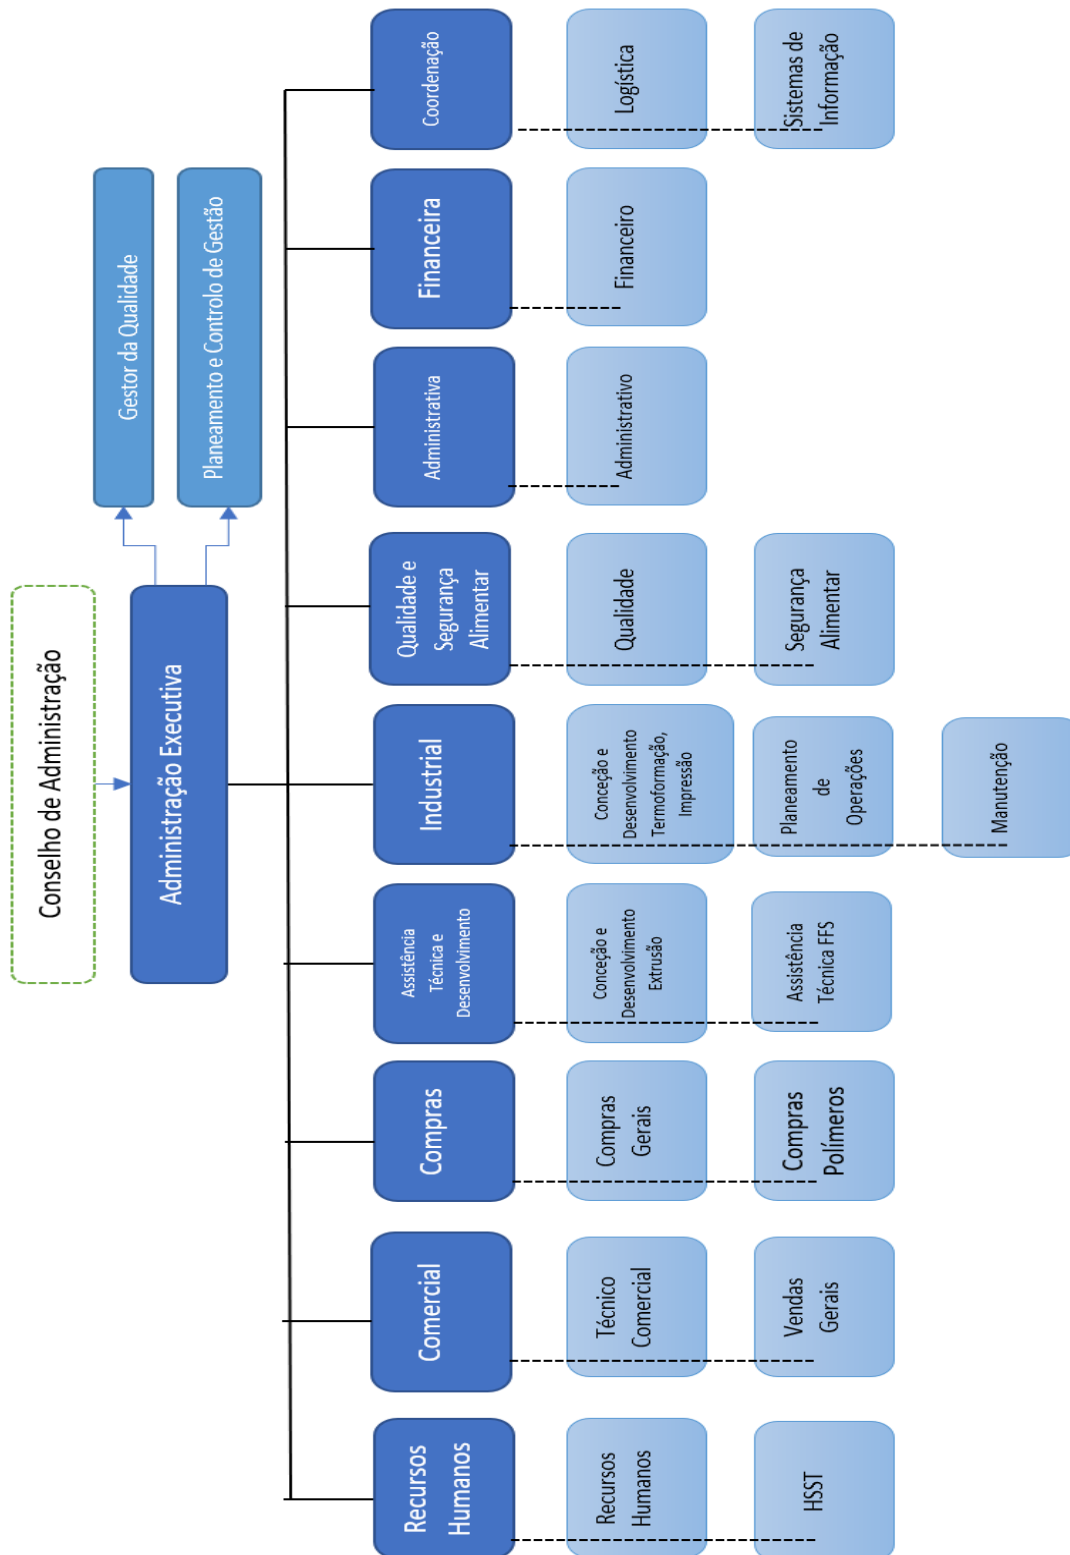 Conselho de Administração
Administração Executiva
Gestor da Qualidade
Planeamento e Controlo de Gestão
Recursos
Humanos
Comercial
Compras
Assistência
Técnica e
Desenvolvimento
Industrial
Qualidade e
Segurança
Alimentar
Administrativa
Financeira
Coordenação
Recursos
Humanos
Técnico
Comercial
Compras
Gerais
Conceção e
Desenvolvimento
Extrusão
Conceção e
Desenvolvimento
Termoformação,
Impressão
Qualidade
Administrativo
Financeiro
Logística
HSST
Vendas
Gerais
Compras
Polímeros
Assistência
Técnica FFS
Planeamento
de
Operações
Segurança
Alimentar
Sistemas de
Informação
Manutenção